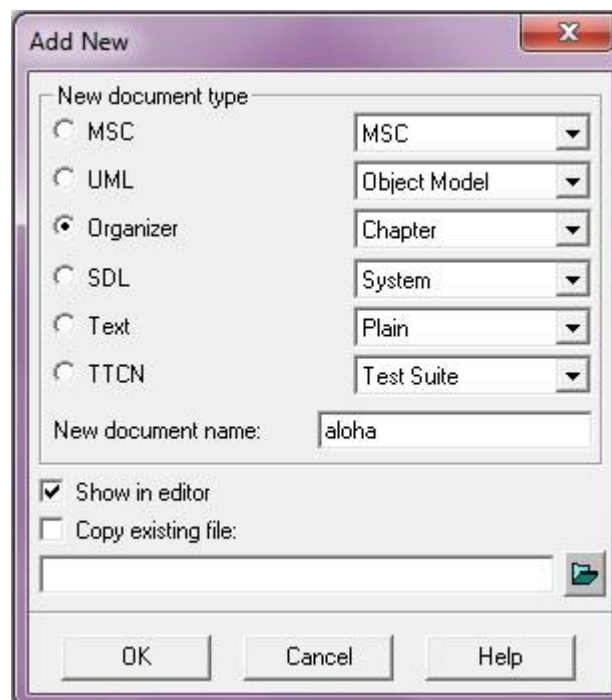 Add New
New document type
MSC MSC
UML Object Model
Organizer Chapter
SDL System
Text Plain
TTCN Test Suite
New document name: aloha
Show in editor
Copy existing file:
OK Cancel Help